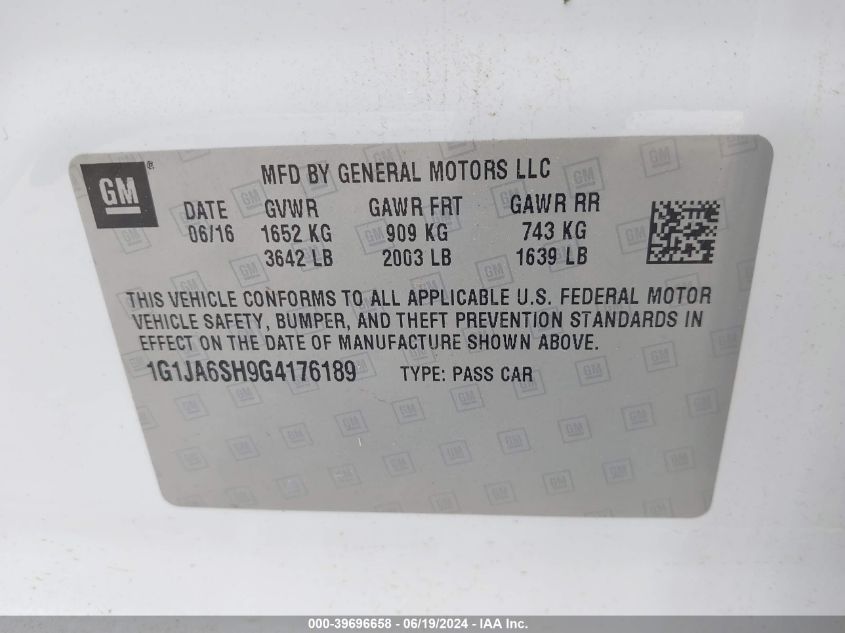 GM ®
MFD BY GENERAL MOTORS LLC
DATE GVWR GAWR FRT GAWR RR
06/16 1652 KG 909 KG 743 KG
3642 LB 2003 LB 1639 LB
THIS VEHICLE CONFORMS TO ALL APPLICABLE U.S. FEDERAL MOTOR
VEHICLE SAFETY, BUMPER, AND THEFT PREVENTION STANDARDS IN
EFFECT ON THE DATE OF MANUFACTURE SHOWN ABOVE.
1G1JA6SH9G4176189 TYPE: PASS CAR
000-39696658 - 06/19/2024 - IAA Inc.